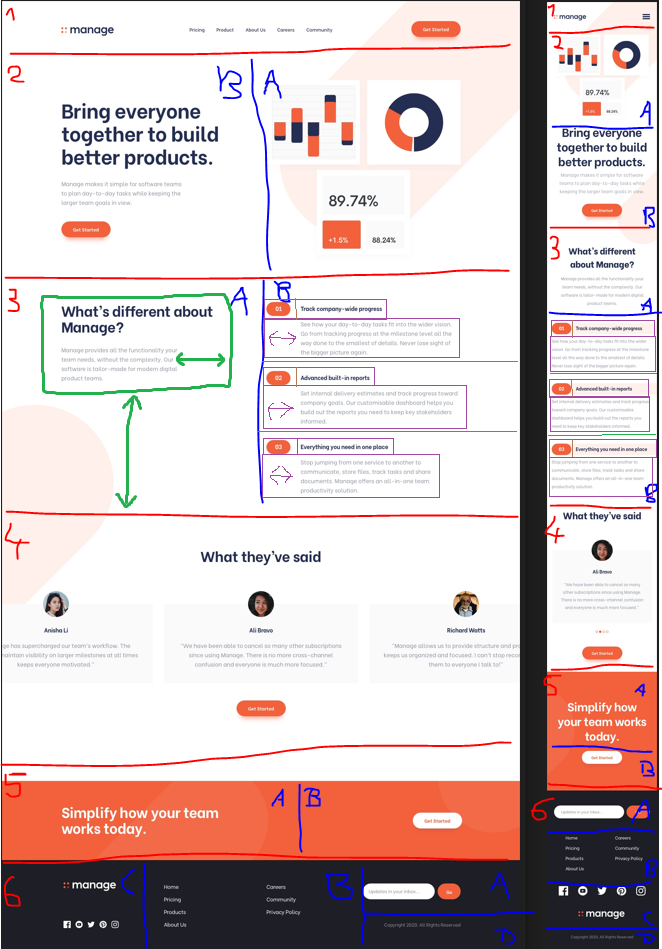 1
manage
Pricing Product About Us Careers Community
Get Started
2
B A
Bring everyone
together to build
better products.
Manage makes it simple for software teams
to plan day-to-day tasks while keeping the
larger team goals in view.
Get Started
89.74%
+1.5%
88.24%
3
A
B
What's different about
Manage?
Manage provides all the functionality your
team needs, without the complexity. Our
software is tailor-made for modern digital
product teams.
01 Track company-wide progress
See how your day-to-day tasks fit into the wider vision.
Go from tracking progress at the milestone level all the
way done to the smallest of details. Never lose sight of
the bigger picture again.
02 Advanced built-in reports
Set internal delivery estimates and track progress toward
company goals. Our customisable dashboard helps you
build out the reports you need to keep key stakeholders
informed.
03 Everything you need in one place
Stop jumping from one service to another to
communicate, store files, track tasks and share
documents. Manage offers an all-in-one team
productivity solution.
4
What they've said
Anisha Li
ge has supercharged our team's workflow. The
maintain visibility on larger milestones at all times
keeps everyone motivated."
Ali Bravo
"We have been able to cancel so many other subscriptions
since using Manage. There is no more cross-channel
confusion and everyone is much more focused."
Richard Watts
"Manage allows us to provide structure and pr
keeps us organized and focused. I can't stop recom
them to everyone I talk to!"
Get Started
5
A B
Simplify how your team
works today.
Get Started
6
manage
C
Home
Pricing
Products
About Us
Careers
Community
Privacy Policy
B
Updates in your inbox...
Go
A
D
Copyright 2020. All Rights Reserved
1
manage
2
89.74%
+1.5%
88.24%
A
Bring everyone
together to build
better products.
Manage makes it simple for software
teams to plan day-to-day tasks while
keeping the larger team goals in view.
Get Started
B
3
What's different
about Manage?
Manage provides all the functionality your
team needs, without the complexity. Our
software is tailor-made for modern digital
product teams.
A
01 Track company-wide progress
See how your day-to-day tasks fit into the wider
vision. Go from tracking progress at the milestone
level all the way done to the smallest of details.
Never lose sight of the bigger picture again.
02 Advanced built-in reports
Set internal delivery estimates and track progress
toward company goals. Our customisable
dashboard helps you build out the reports you
need to keep key stakeholders informed.
03 Everything you need in one place
Stop jumping from one service to another to
communicate, store files, track tasks and share
documents. Manage offers an all-in-one team
productivity solution.
B
4
What they've said
Ali Bravo
"We have been able to cancel so many
other subscriptions since using Manage.
There is no more cross-channel confusion
and everyone is much more focused."
Get Started
5
A
Simplify how
your team works
today.
B
Get Started
6
Updates in your inbox...
A
Home
Pricing
Products
About Us
Careers
Community
Privacy Policy
B
manage
C
D
Copyright 2020. All Rights Reserved